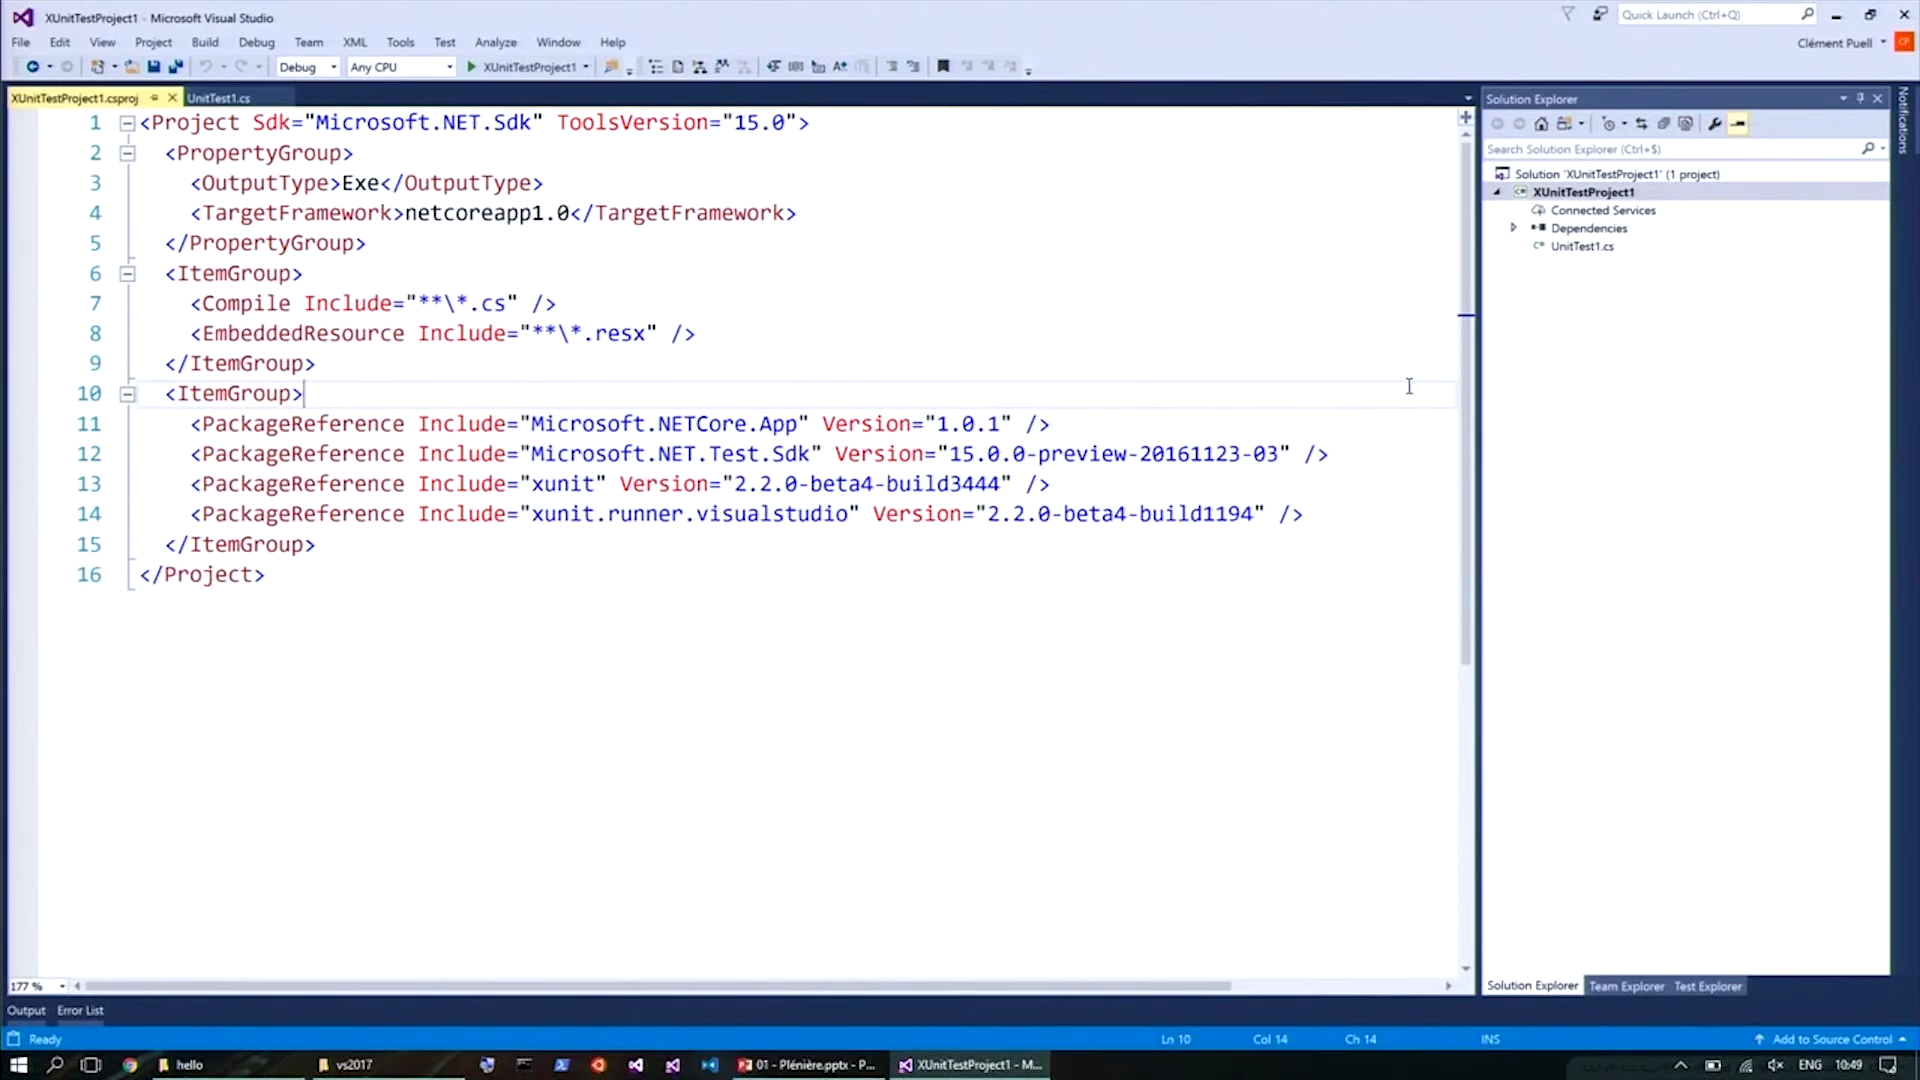 XUnitTestProject1 - Microsoft Visual Studio
Quick Launch (Ctrl+Q)
File Edit View Project Build Debug Team XML Tools Test Analyze Window Help
Clément Puell
CP
Debug Any CPU XUnitTestProject1
XUnitTestProject1.csproj UnitTest1.cs
1 <Project Sdk="Microsoft.NET.Sdk" ToolsVersion="15.0">
2 <PropertyGroup>
3 <OutputType>Exe</OutputType>
4 <TargetFramework>netcoreapp1.0</TargetFramework>
5 </PropertyGroup>
6 <ItemGroup>
7 <Compile Include="**\*.cs" />
8 <EmbeddedResource Include="**\*.resx" />
9 </ItemGroup>
10 <ItemGroup>
11 <PackageReference Include="Microsoft.NETCore.App" Version="1.0.1" />
12 <PackageReference Include="Microsoft.NET.Test.Sdk" Version="15.0.0-preview-20161123-03" />
13 <PackageReference Include="xunit" Version="2.2.0-beta4-build3444" />
14 <PackageReference Include="xunit.runner.visualstudio" Version="2.2.0-beta4-build1194" />
15 </ItemGroup>
16 </Project>
Solution Explorer
Search Solution Explorer (Ctrl+$)
Solution 'XUnitTestProject1' (1 project)
C# XUnitTestProject1
Connected Services
Dependencies
C# UnitTest1.cs
Notifications
177 %
Solution Explorer Team Explorer Test Explorer
Output Error List
Ready Ln 10 Col 14 Ch 14 INS Add to Source Control
hello vs2017 01 - Plénière.pptx - P... XUnitTestProject1 - M... ENG 10:49